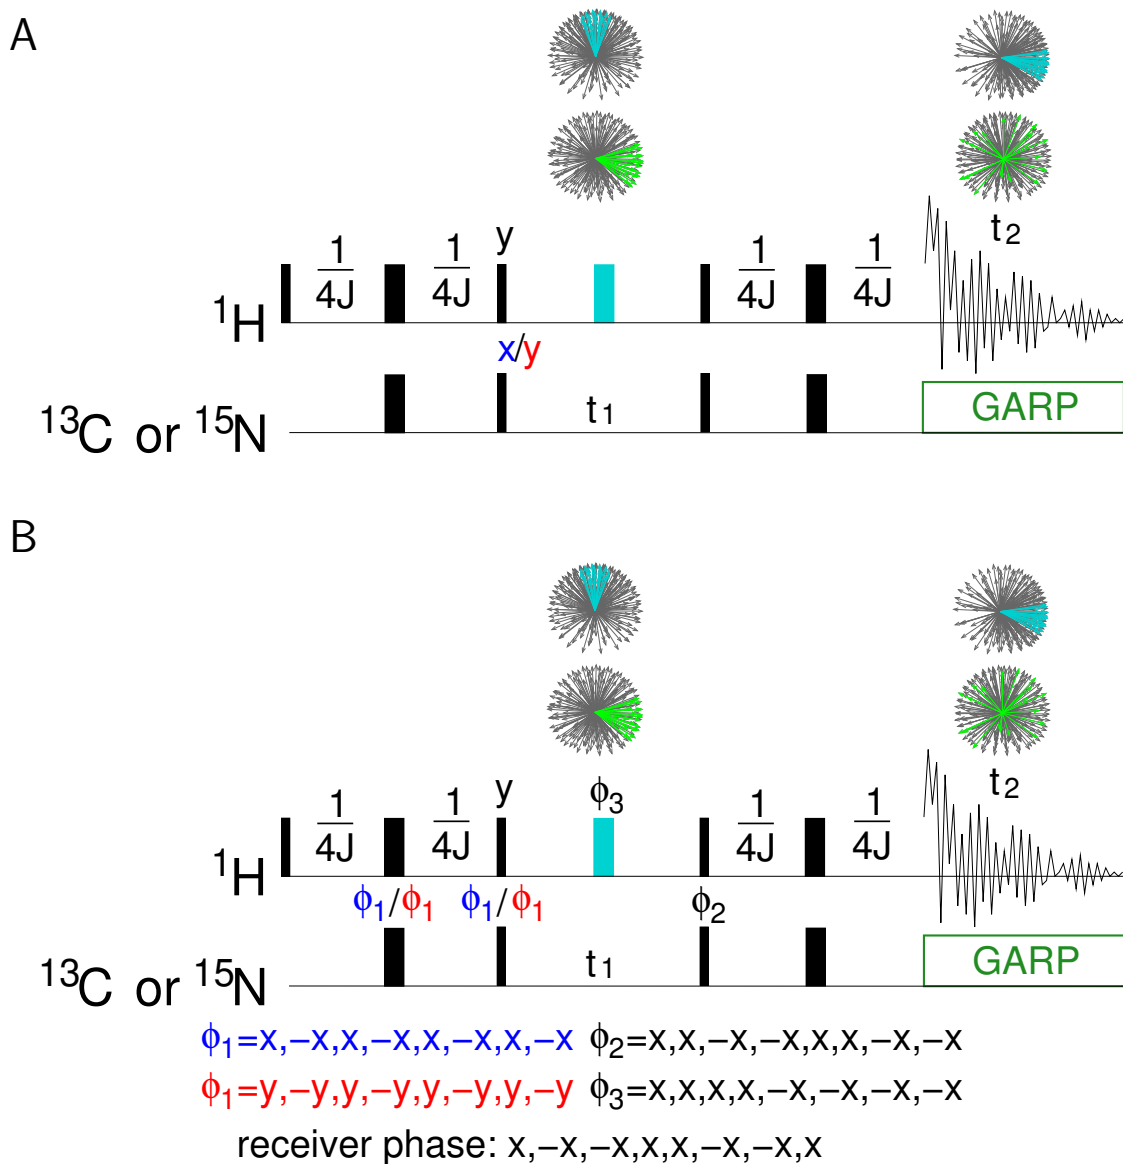 A
t₂
y
1/4J 1/4J 1/4J 1/4J
¹H
x/y
¹³C or ¹⁵N t₁ GARP
B
t₂
y ϕ₃
1/4J 1/4J 1/4J 1/4J
¹H
ϕ₁/ϕ₁ ϕ₁/ϕ₁ ϕ₂
¹³C or ¹⁵N t₁ GARP
ϕ₁=x,−x,x,−x,x,−x,x,−x ϕ₂=x,x,−x,−x,x,x,−x,−x
ϕ₁=y,−y,y,−y,y,−y,y,−y ϕ₃=x,x,x,x,−x,−x,−x,−x
receiver phase: x,−x,−x,x,x,−x,−x,x